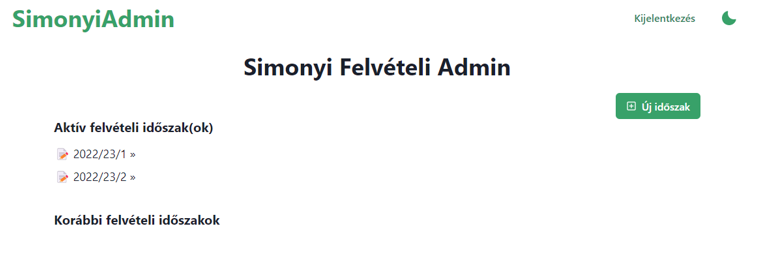 SimonyiAdmin
Kijelentkezés
Simonyi Felvételi Admin
Új időszak
Aktív felvételi időszak(ok)
2022/23/1 »
2022/23/2 »
Korábbi felvételi időszakok